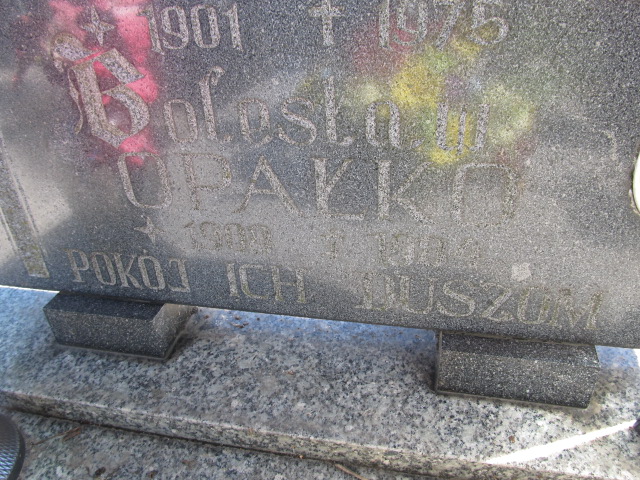 * 1901 † 1975
Bolesław
OPAŁKO
* †
POKÓJ ICH DUSZOM